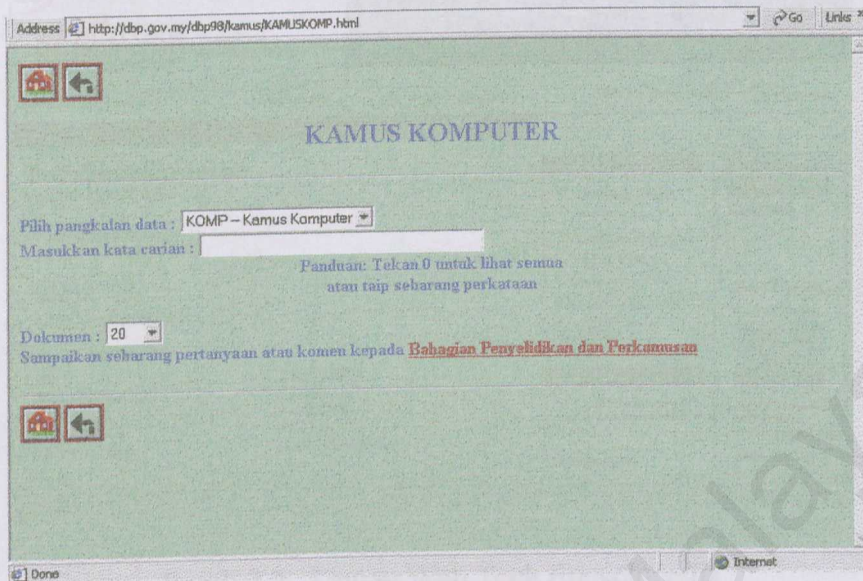 Address http://dbp.gov.my/dbp98/kamus/KAMUSKOMP.html Go Links
KAMUS KOMPUTER
Pilih pangkalan data : KOMP – Kamus Komputer
Masukkan kata carian :
Panduan: Tekan 0 untuk lihat semua
atau taip sebarang perkataan
Dokumen : 20
Sampaikan sebarang pertanyaan atau komen kepada Bahagian Penyelidikan dan Perkamusan
Done Internet